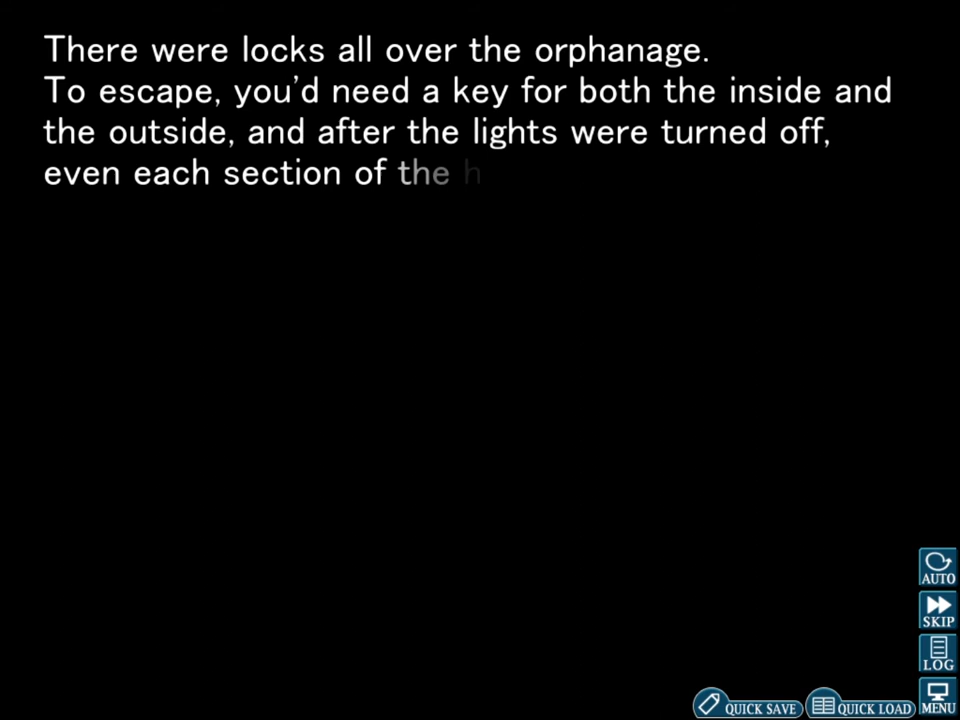 There were locks all over the orphanage.
To escape, you'd need a key for both the inside and
the outside, and after the lights were turned off,
even each section of the h
AUTO
SKIP
LOG
QUICK SAVE
QUICK LOAD
MENU